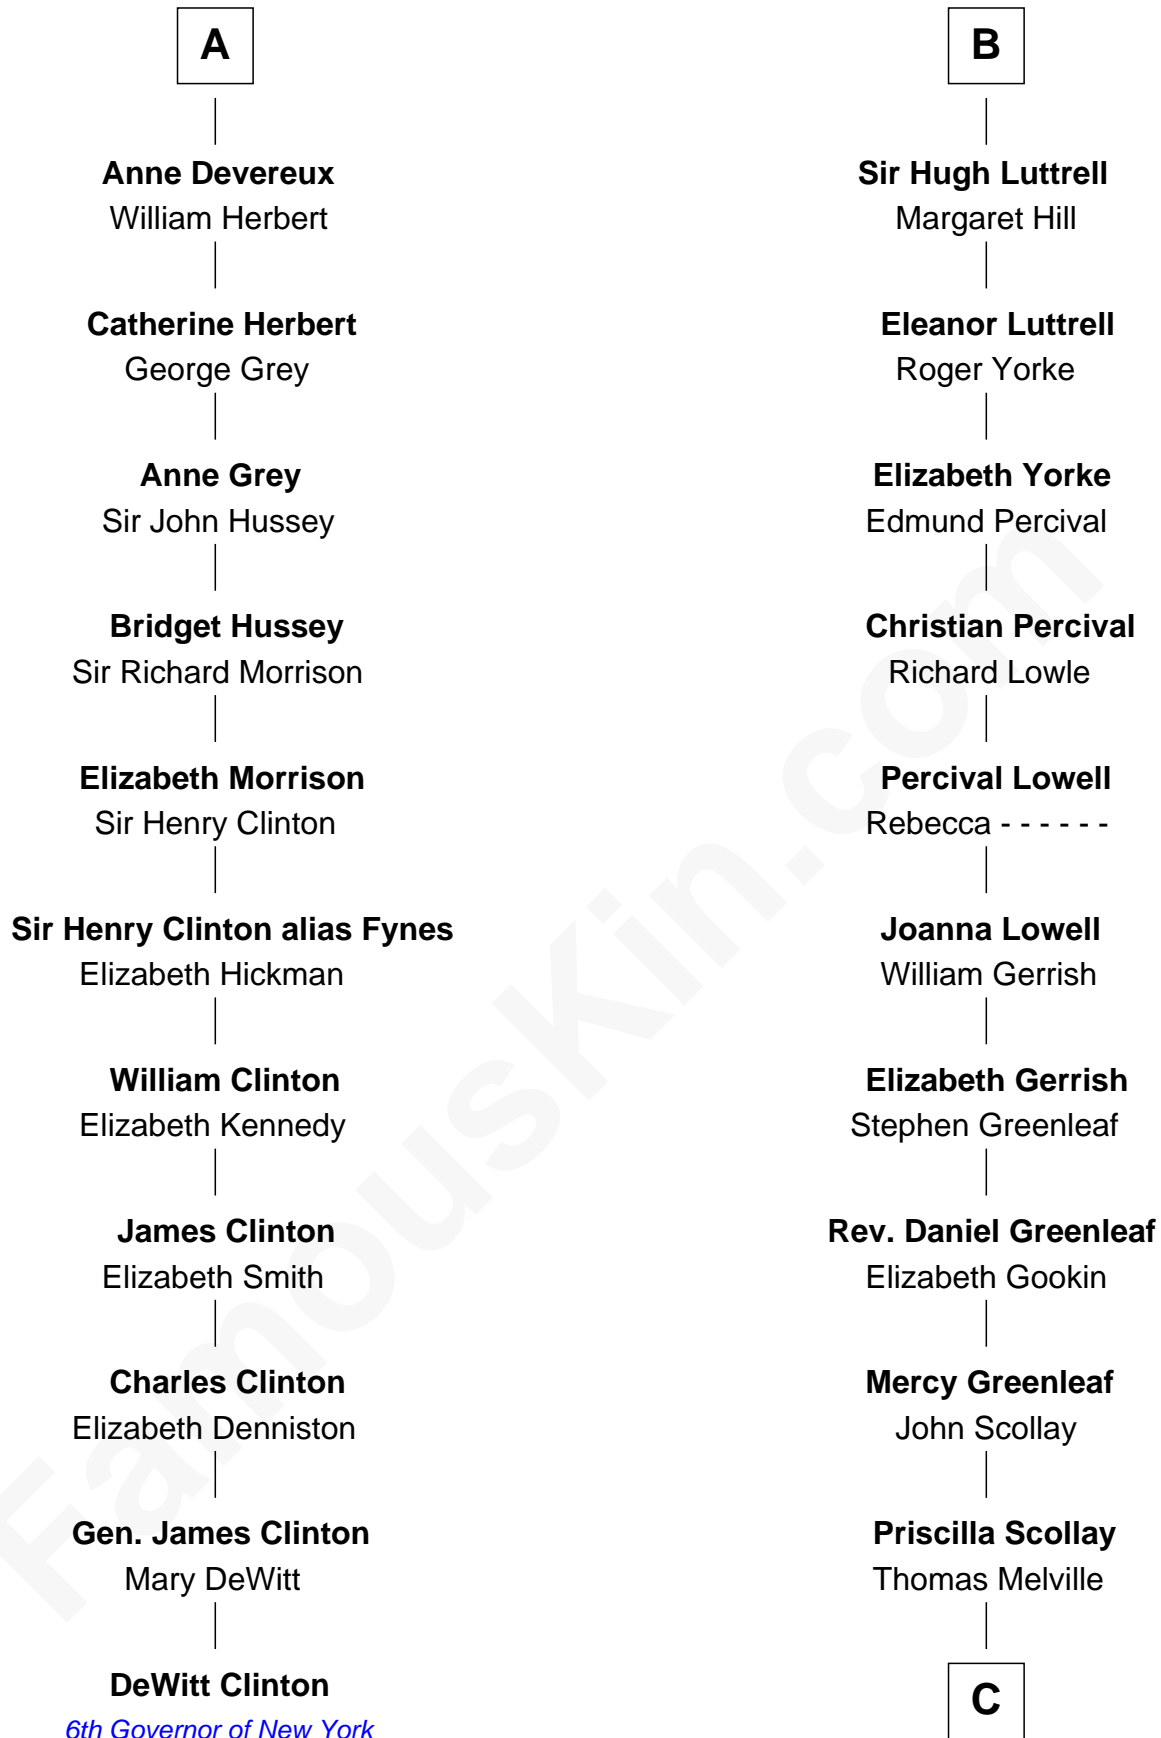 A
Anne Devereux
William Herbert
Catherine Herbert
George Grey
Anne Grey
Sir John Hussey
Bridget Hussey
Sir Richard Morrison
Elizabeth Morrison
Sir Henry Clinton
Sir Henry Clinton alias Fynes
Elizabeth Hickman
William Clinton
Elizabeth Kennedy
James Clinton
Elizabeth Smith
Charles Clinton
Elizabeth Denniston
Gen. James Clinton
Mary DeWitt
DeWitt Clinton
6th Governor of New York
B
Sir Hugh Luttrell
Margaret Hill
Eleanor Luttrell
Roger Yorke
Elizabeth Yorke
Edmund Percival
Christian Percival
Richard Lowle
Percival Lowell
Rebecca - - - - - -
Joanna Lowell
William Gerrish
Elizabeth Gerrish
Stephen Greenleaf
Rev. Daniel Greenleaf
Elizabeth Gookin
Mercy Greenleaf
John Scollay
Priscilla Scollay
Thomas Melville
C
FamousKin.com